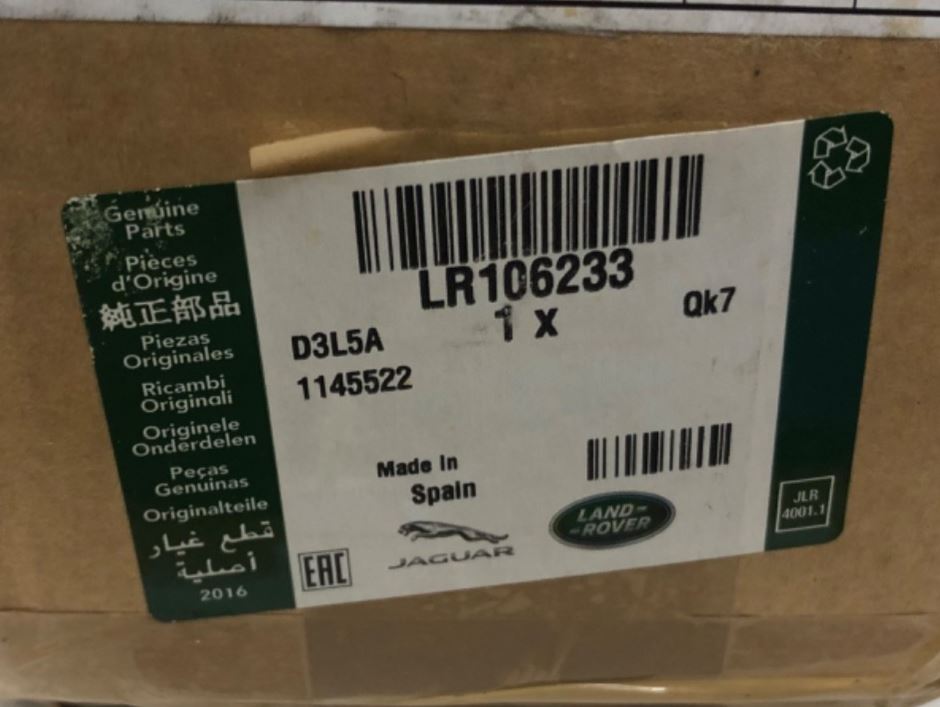 Genuine
Parts
Pièces
d'Origine
純正部品
Piezas
Originales
Ricambi
Originali
Originele
Onderdelen
Peças
Genuinas
Originalteile
قطع غيار
أصلية
2016
LR106233
1 X
Qk7
D3L5A
1145522
Made in
Spain
EAC
JAGUAR
LAND-
-ROVER
JLR
4001.1